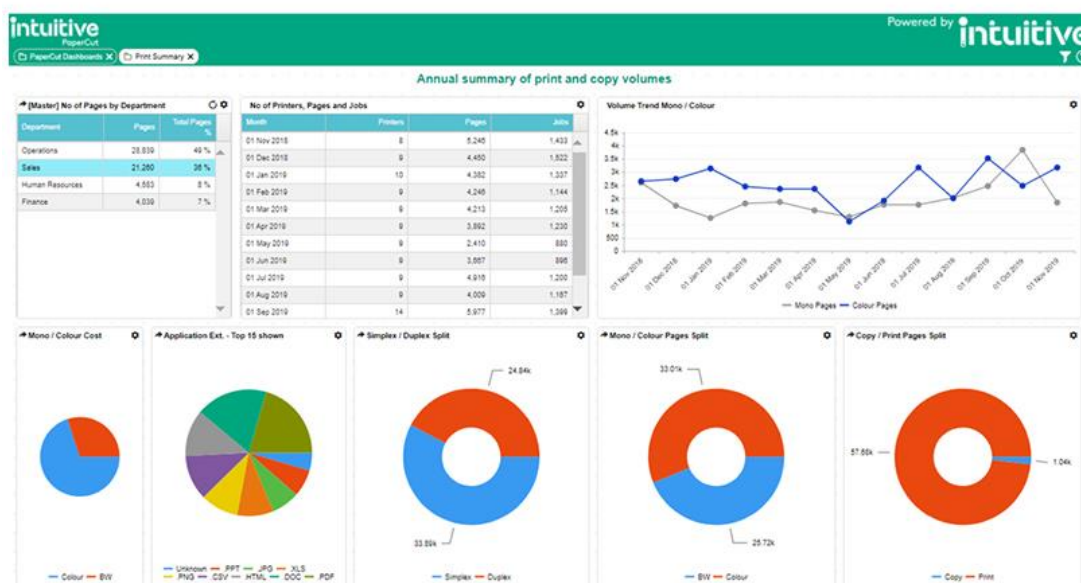 intuitive
PaperCut
Powered by intuitive
PaperCut Dashboards X
Print Summary X
Annual summary of print and copy volumes
[Master] No of Pages by Department
Department Pages Total Pages %
Operations 28,839 49 %
Sales 21,260 36 %
Human Resources 4,583 8 %
Finance 4,039 7 %
No of Printers, Pages and Jobs
Month Printers Pages Jobs
01 Nov 2018 8 5,246 1,433
01 Dec 2018 9 4,450 1,522
01 Jan 2019 10 4,382 1,337
01 Feb 2019 9 4,246 1,144
01 Mar 2019 9 4,213 1,205
01 Apr 2019 9 3,892 1,230
01 May 2019 9 2,410 880
01 Jun 2019 9 3,667 896
01 Jul 2019 9 4,916 1,200
01 Aug 2019 9 4,009 1,187
01 Sep 2019 14 5,977 1,399
Volume Trend Mono / Colour
4.5k
4k
3.5k
3k
2.5k
2k
1.5k
1k
500
0
01 Nov 2018
01 Dec 2018
01 Jan 2019
01 Feb 2019
01 Mar 2019
01 Apr 2019
01 May 2019
01 Jun 2019
01 Jul 2019
01 Aug 2019
01 Sep 2019
01 Oct 2019
01 Nov 2019
Mono Pages Colour Pages
Mono / Colour Cost
Colour BW
Application Ext. - Top 15 shown
Unknown .PPT .JPG .XLS
.PNG .CSV .HTML .DOC .PDF
Simplex / Duplex Split
24.84k
33.89k
Simplex Duplex
Mono / Colour Pages Split
33.01k
25.72k
BW Colour
Copy / Print Pages Split
57.68k
1.04k
Copy Print